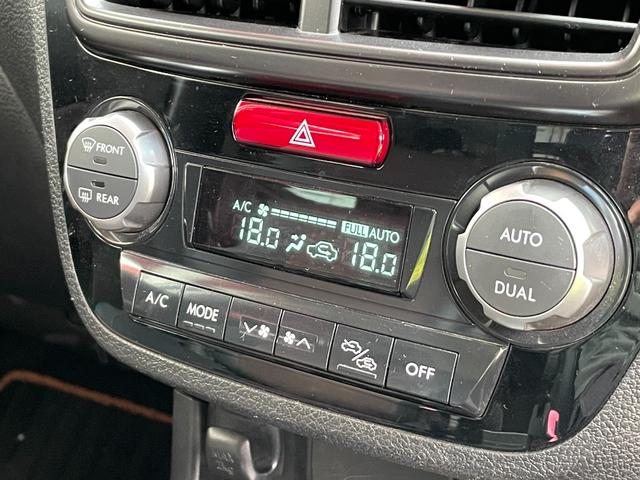 FRONT
REAR
A/C
FULL AUTO
18.0
18.0
AUTO
DUAL
A/C
MODE
OFF